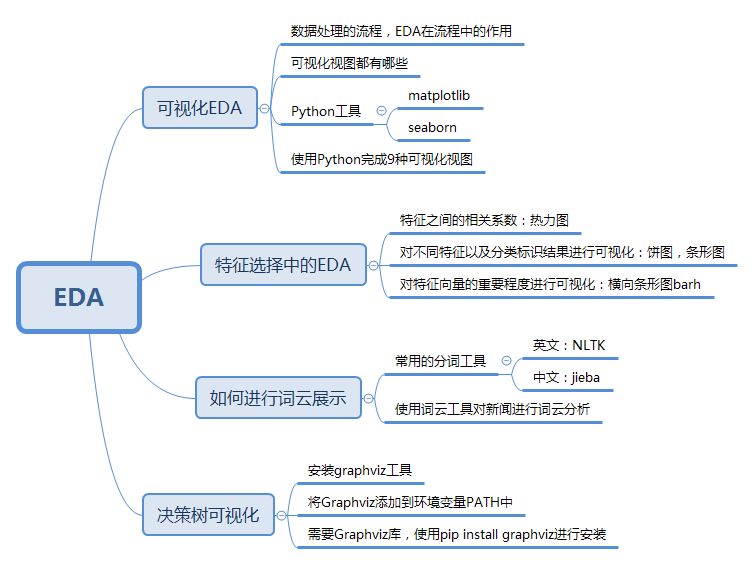 EDA
可视化EDA
数据处理的流程，EDA在流程中的作用
可视化视图都有哪些
Python工具
matplotlib
seaborn
使用Python完成9种可视化视图
特征选择中的EDA
特征之间的相关系数：热力图
对不同特征以及分类标识结果进行可视化：饼图，条形图
对特征向量的重要程度进行可视化：横向条形图barh
如何进行词云展示
常用的分词工具
英文：NLTK
中文：jieba
使用词云工具对新闻进行词云分析
决策树可视化
安装graphviz工具
将Graphviz添加到环境变量PATH中
需要Graphviz库，使用pip install graphviz进行安装